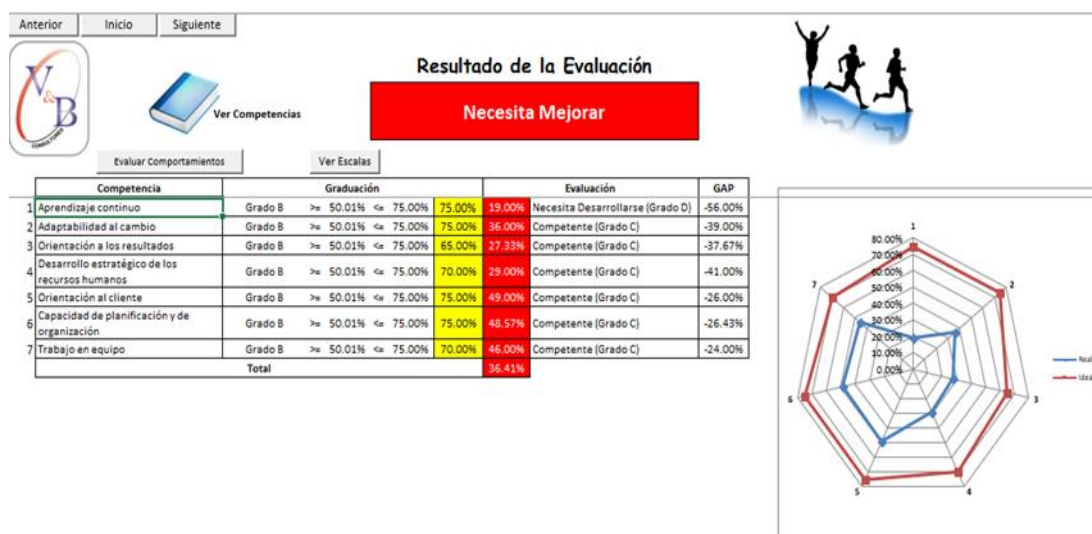 Anterior Inicio Siguiente
Resultado de la Evaluación
V&B
CONSULTORES
Ver Competencias
Necesita Mejorar
Evaluar Comportamientos Ver Escalas
Competencia Graduación Evaluación GAP
1 Aprendizaje continuo Grado B >= 50.01% <= 75.00% 75.00% 19.00% Necesita Desarrollarse (Grado D) -56.00%
2 Adaptabilidad al cambio Grado B >= 50.01% <= 75.00% 75.00% 36.00% Competente (Grado C) -39.00%
3 Orientación a los resultados Grado B >= 50.01% <= 75.00% 65.00% 27.33% Competente (Grado C) -37.67%
4 Desarrollo estratégico de los
recursos humanos Grado B >= 50.01% <= 75.00% 70.00% 29.00% Competente (Grado C) -41.00%
5 Orientación al cliente Grado B >= 50.01% <= 75.00% 75.00% 49.00% Competente (Grado C) -26.00%
6 Capacidad de planificación y de
organización Grado B >= 50.01% <= 75.00% 75.00% 48.57% Competente (Grado C) -26.43%
7 Trabajo en equipo Grado B >= 50.01% <= 75.00% 70.00% 46.00% Competente (Grado C) -24.00%
Total 36.41%
1
80.00%
70.00%
7 2
60.00%
50.00%
40.00%
30.00%
20.00%
10.00%
0.00%
Real
Ideal
6 3
5 4